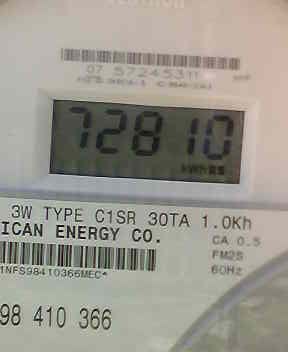 07 57245311
72810
kWHRS
3W TYPE C1SR 30TA 1.0Kh
ICAN ENERGY CO.
CA 0.5
FM2S
60Hz
1NFS98410366MEC*
98 410 366